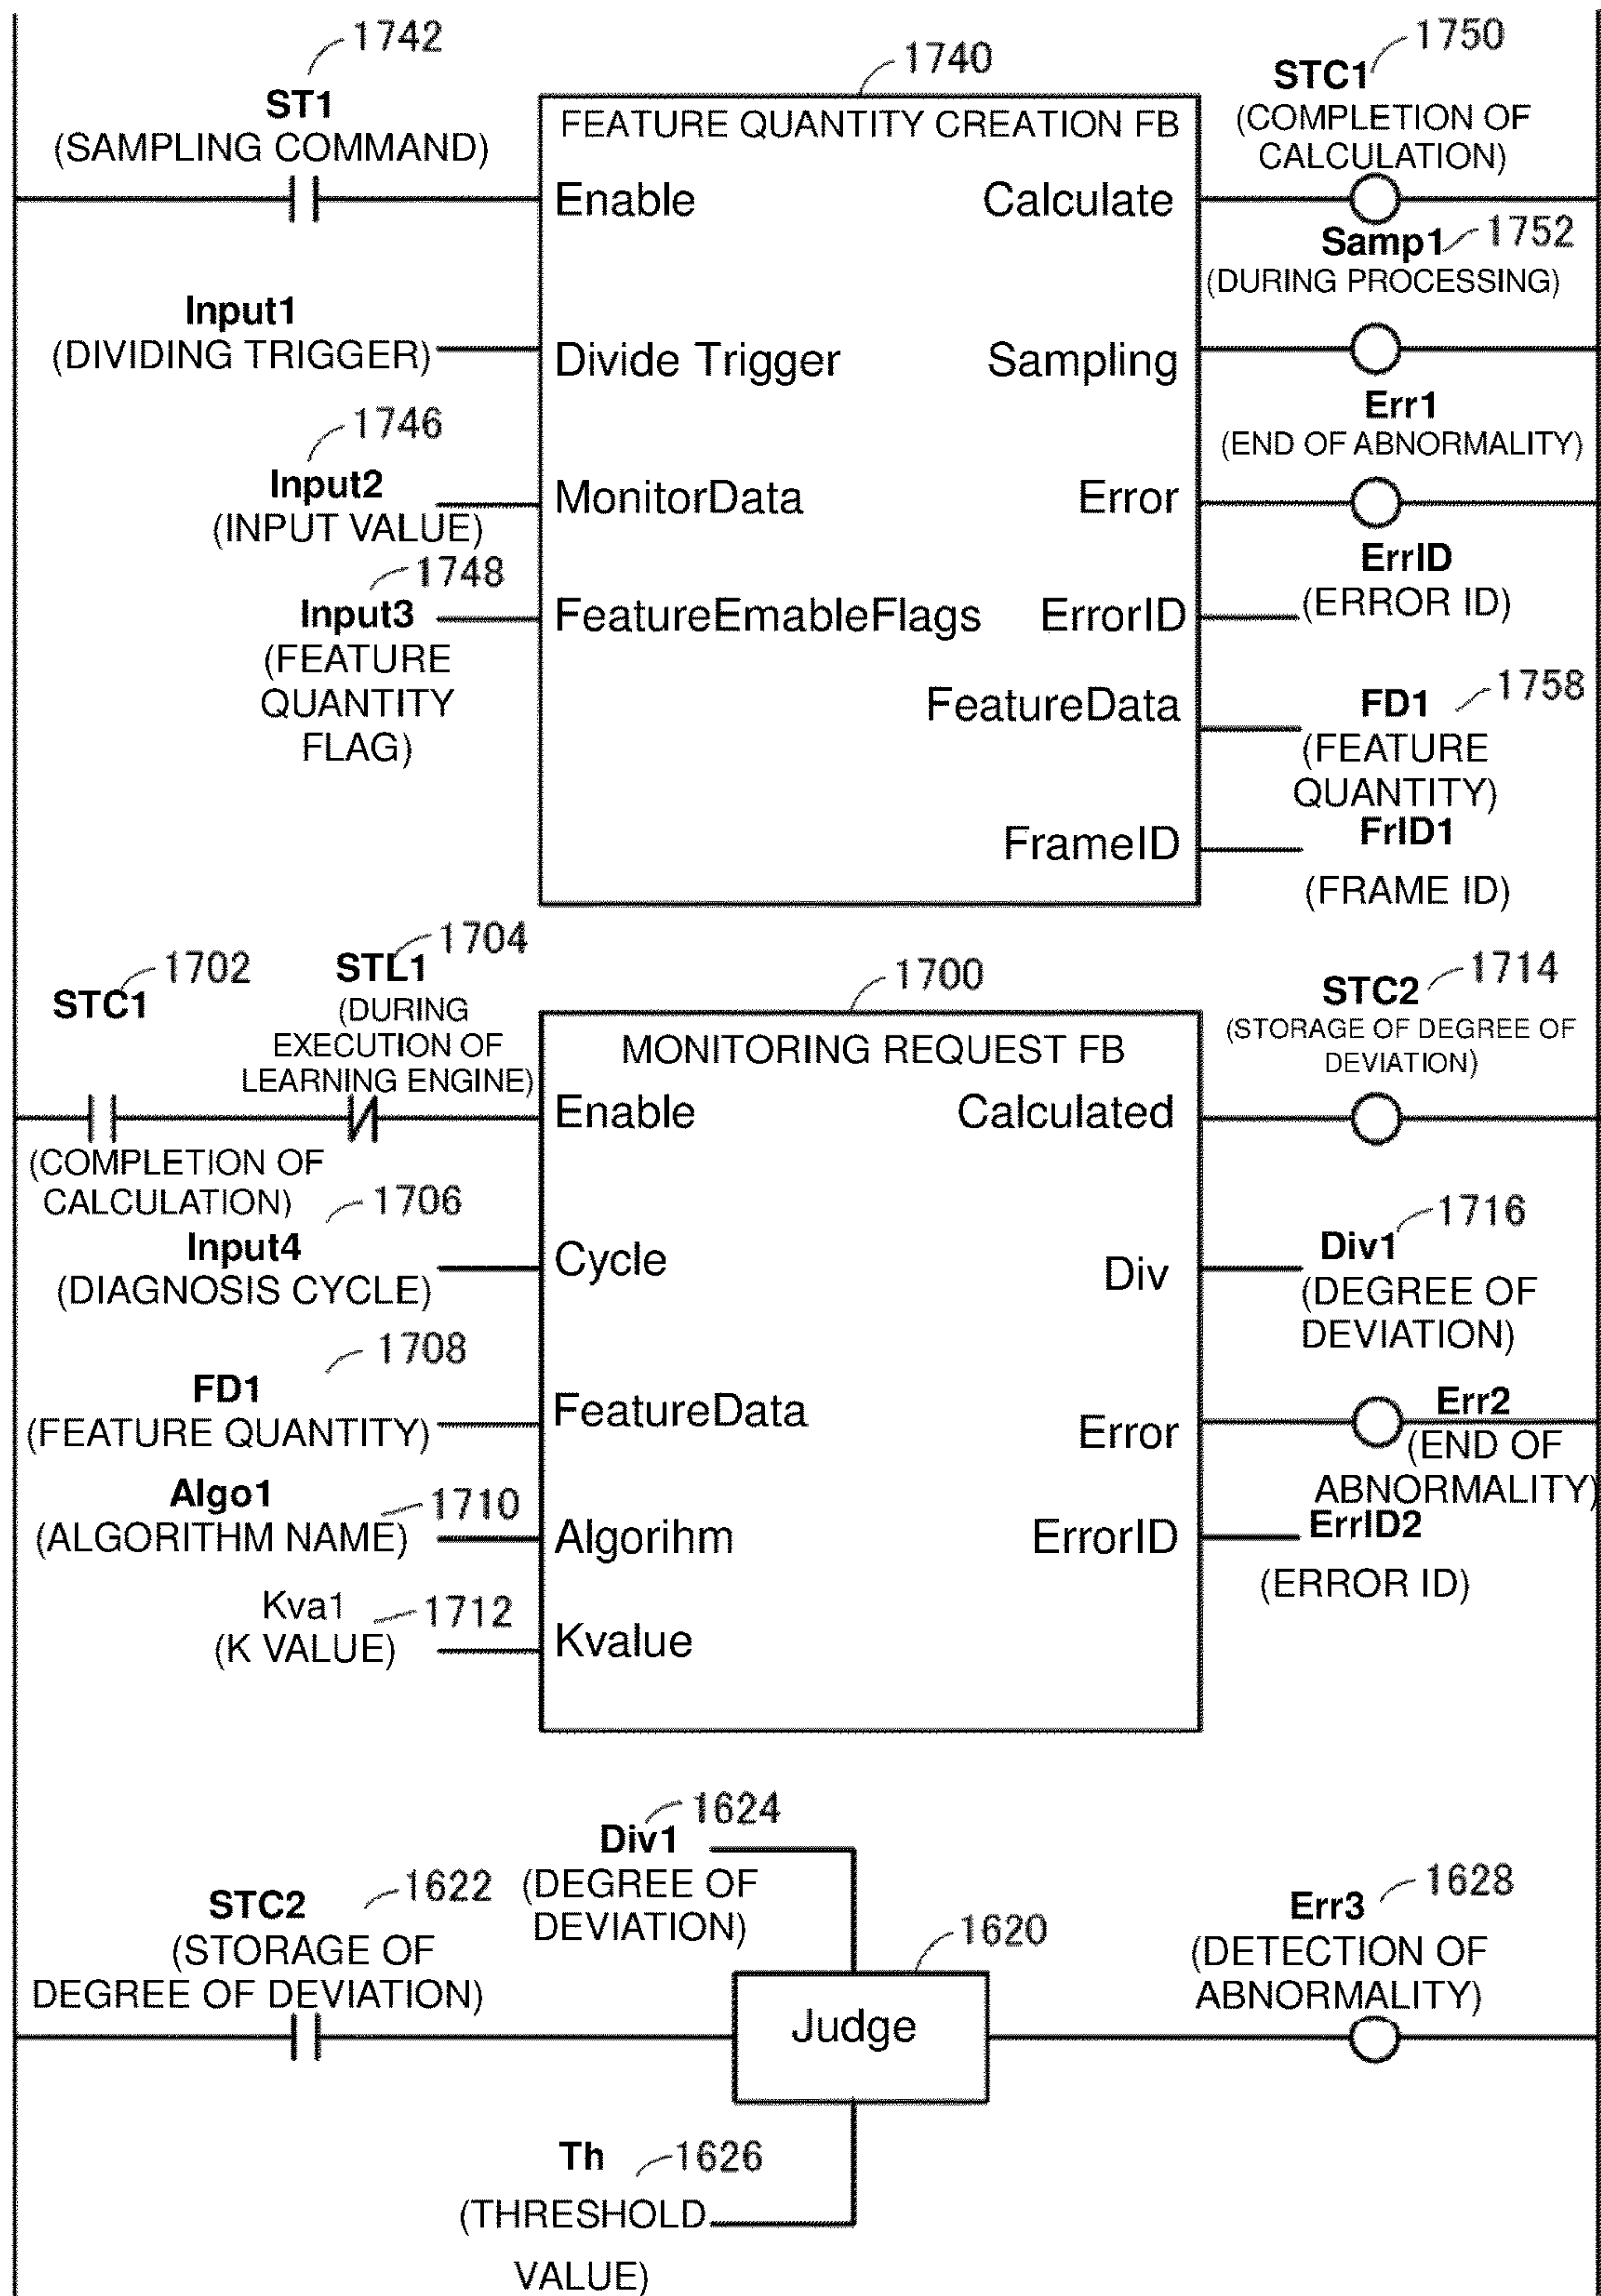 1742
1740
1750
STC1
ST1
(COMPLETION OF
FEATURE QUANTITY CREATION FB
(SAMPLING COMMAND)
CALCULATION)
Enable
Calculate
Samp1
1752
(DURING PROCESSING)
Input1
(DIVIDING TRIGGER)
Divide Trigger
Sampling
Err1
1746
(END OF ABNORMALITY)
Input2
MonitorData
Error
(INPUT VALUE)
ErrID
1748
(ERROR ID)
Input3
FeatureEmableFlags
ErrorID
(FEATURE
QUANTITY
FLAG)
1758
FeatureData
FD1
(FEATURE
QUANTITY)
FrID1
FrameID
(FRAME ID)
1704
1702
STL1
1700
1714
STC1
(DURING
STC2
EXECUTION OF
(STORAGE OF DEGREE OF
LEARNING ENGINE)
MONITORING REQUEST FB
DEVIATION)
Enable
Calculated
(COMPLETION OF
CALCULATION)
1706
1716
Input4
Cycle
Div
Div1
(DIAGNOSIS CYCLE)
(DEGREE OF
DEVIATION)
1708
FD1
FeatureData
Error
Err2
(FEATURE QUANTITY)
(END OF
ABNORMALITY)
Algo1
1710
ErrID2
(ALGORITHM NAME)
Algorihm
ErrorID
(ERROR ID)
Kva1
1712
(K VALUE)
Kvalue
1624
Div1
1622
(DEGREE OF
1628
STC2
DEVIATION)
Err3
(STORAGE OF
1620
(DETECTION OF
DEGREE OF DEVIATION)
ABNORMALITY)
Judge
Th
1626
(THRESHOLD
VALUE)